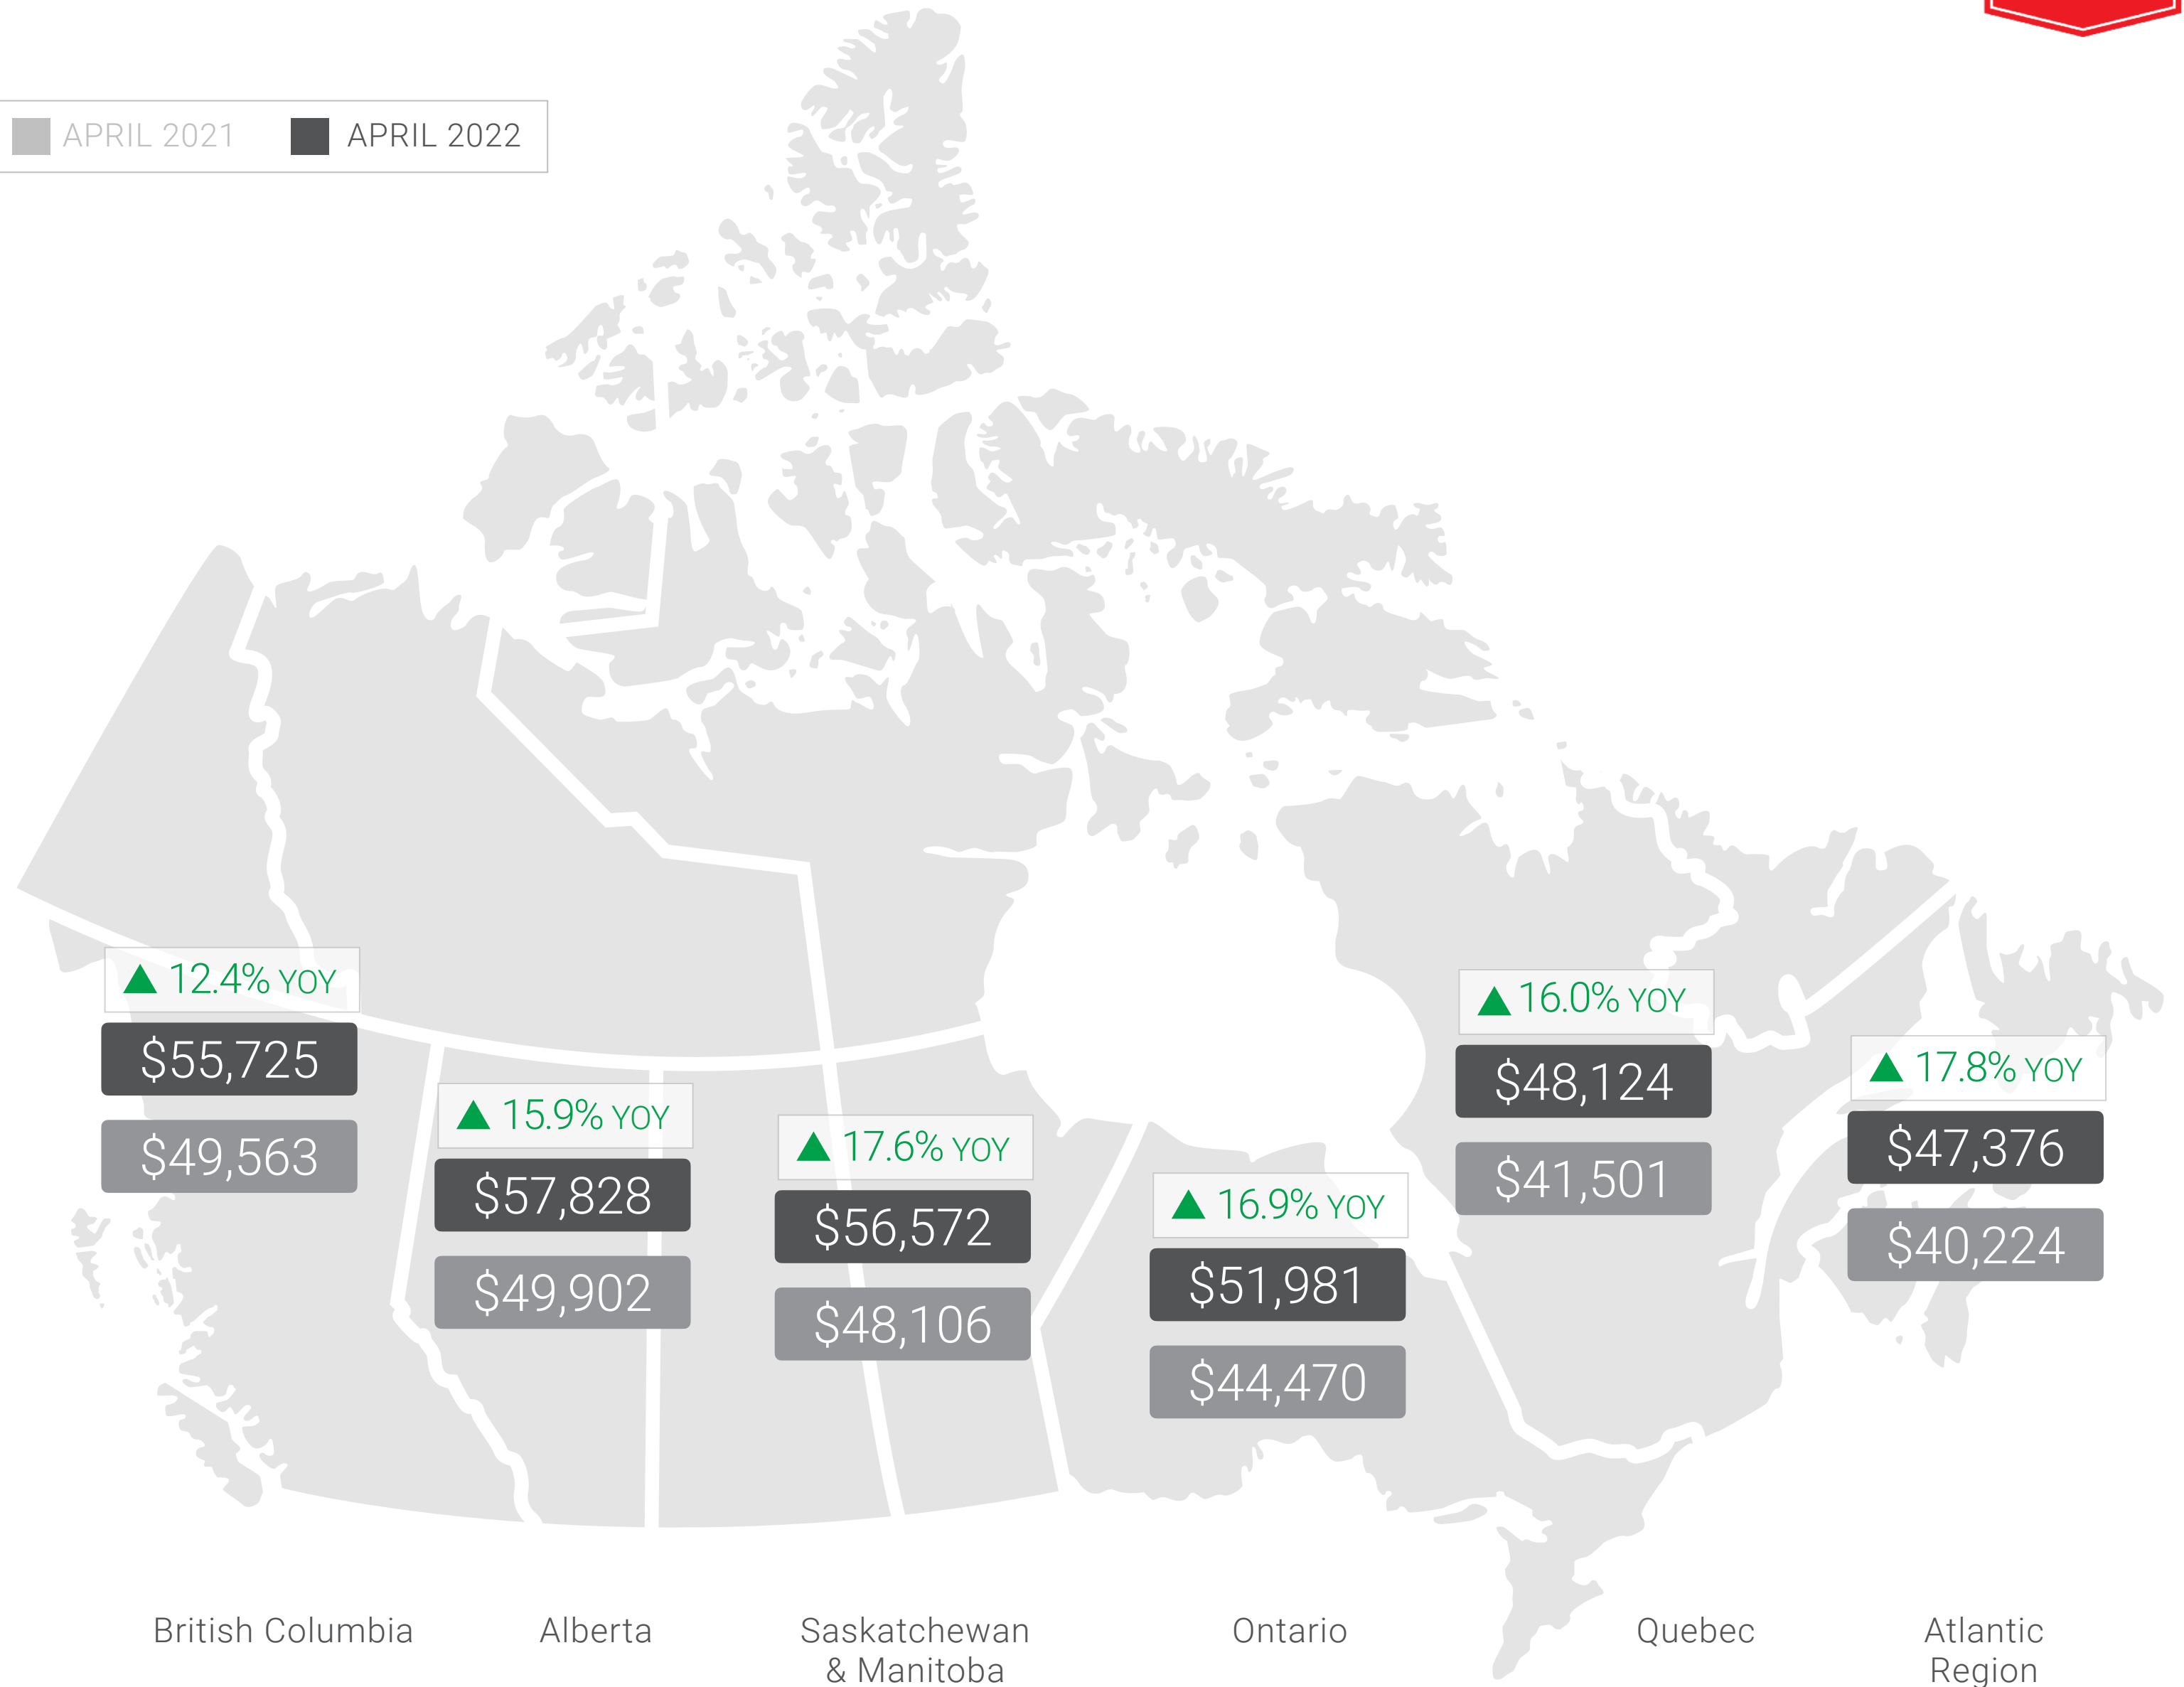 APRIL 2021 APRIL 2022
▲ 12.4% YOY
$55,725
$49,563
▲ 15.9% YOY
$57,828
$49,902
▲ 17.6% YOY
$56,572
$48,106
▲ 16.9% YOY
$51,981
$44,470
▲ 16.0% YOY
$48,124
$41,501
▲ 17.8% YOY
$47,376
$40,224
British Columbia
Alberta
Saskatchewan
& Manitoba
Ontario
Quebec
Atlantic
Region